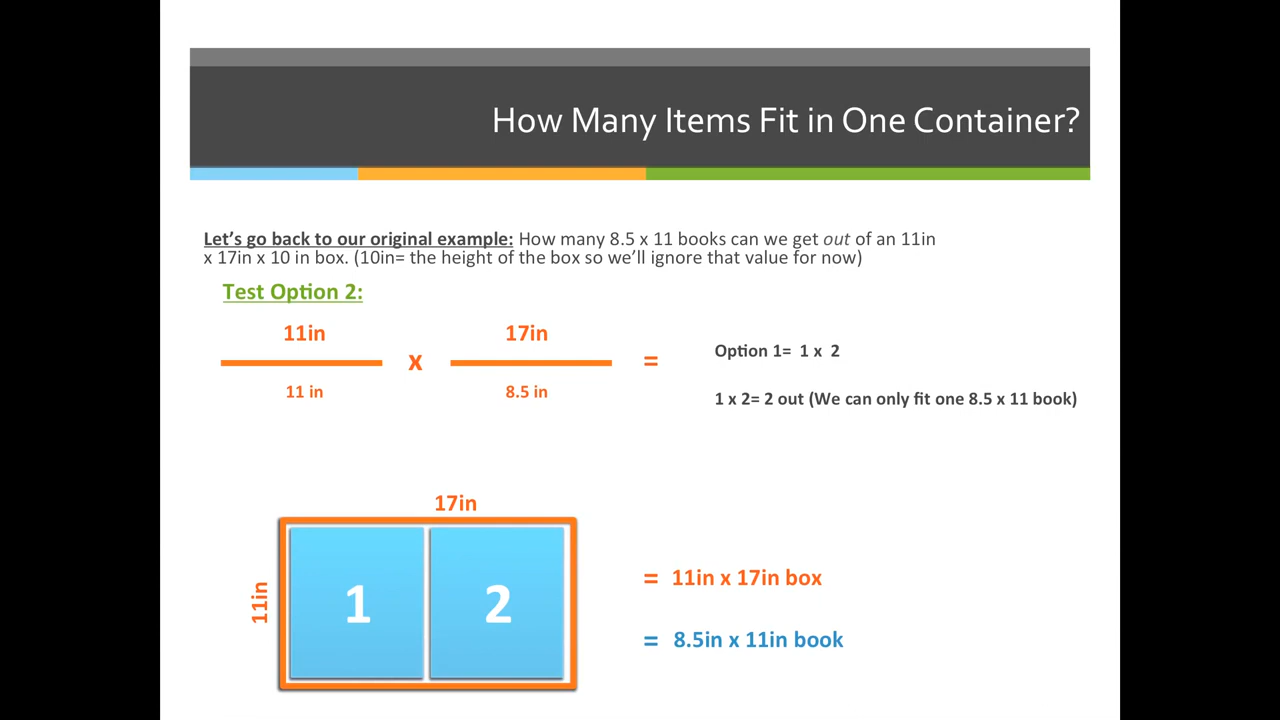 How Many Items Fit in One Container?
Let's go back to our original example: How many 8.5 x 11 books can we get out of an 11in
x 17in x 10 in box. (10in= the height of the box so we'll ignore that value for now)
Test Option 2:
11in
17in
x
=
11 in
8.5 in
Option 1= 1 x 2
1 x 2= 2 out (We can only fit one 8.5 x 11 book)
17in
11in
1
2
= 11in x 17in box
= 8.5in x 11in book